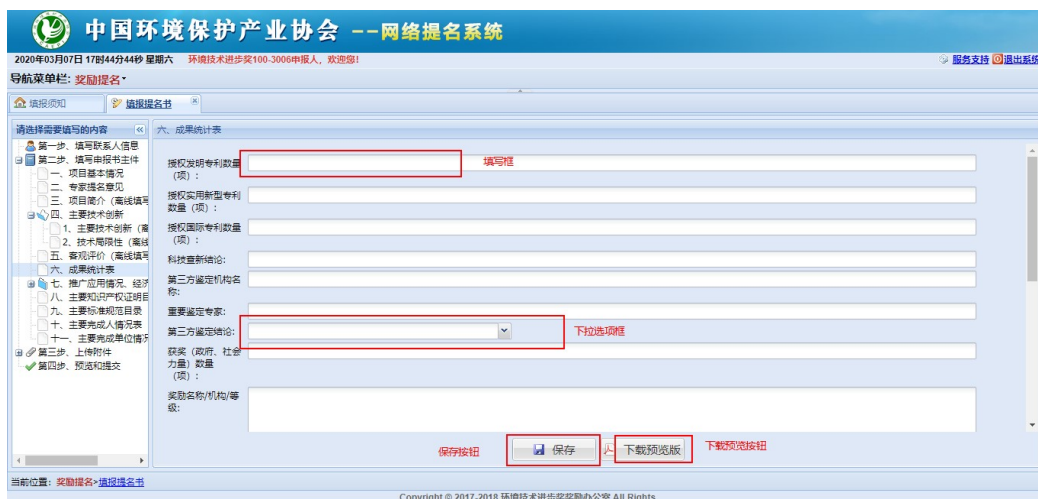 中国环境保护产业协会 --网络提名系统
2020年03月07日 17时44分44秒 星期六 环境技术进步奖100-3006申报人，欢迎您! 服务支持 退出系统
导航菜单栏: 奖励提名
填报须知 填报提名书
请选择需要填写的内容 六、成果统计表
第一步、填写联系人信息
第二步、填写申报书主件
一、项目基本情况
二、专家提名意见
三、项目简介（离线填写
四、主要技术创新
1、主要技术创新（离
2、技术局限性（离线
五、客观评价（离线填写
六、成果统计表
七、推广应用情况、经济
八、主要知识产权证明目
九、主要标准规范目录
十、主要完成人情况表
十一、主要完成单位情况
第三步、上传附件
第四步、预览和提交
授权发明专利数量
（项）: 填写框
授权实用新型专利
数量（项）:
授权国际专利数量
（项）:
科技查新结论:
第三方鉴定机构名
称:
重要鉴定专家:
第三方鉴定结论: 下拉选项框
获奖（政府、社会
力量）数量
（项）:
奖励名称/机构/等
级:
保存按钮 保存 下载预览版 下载预览按钮
当前位置: 奖励提名>填报提名书
Copyright © 2017-2018 环境技术进步奖奖励办公室 All Rights